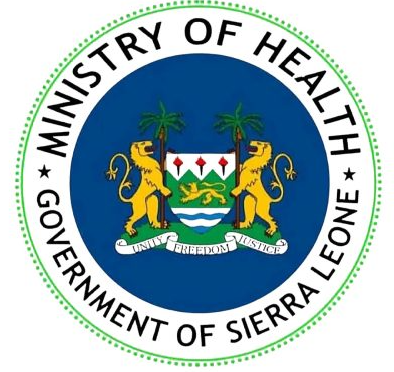 MINISTRY OF HEALTH
UNITY FREEDOM JUSTICE
★ GOVERNMENT OF SIERRA LEONE ★